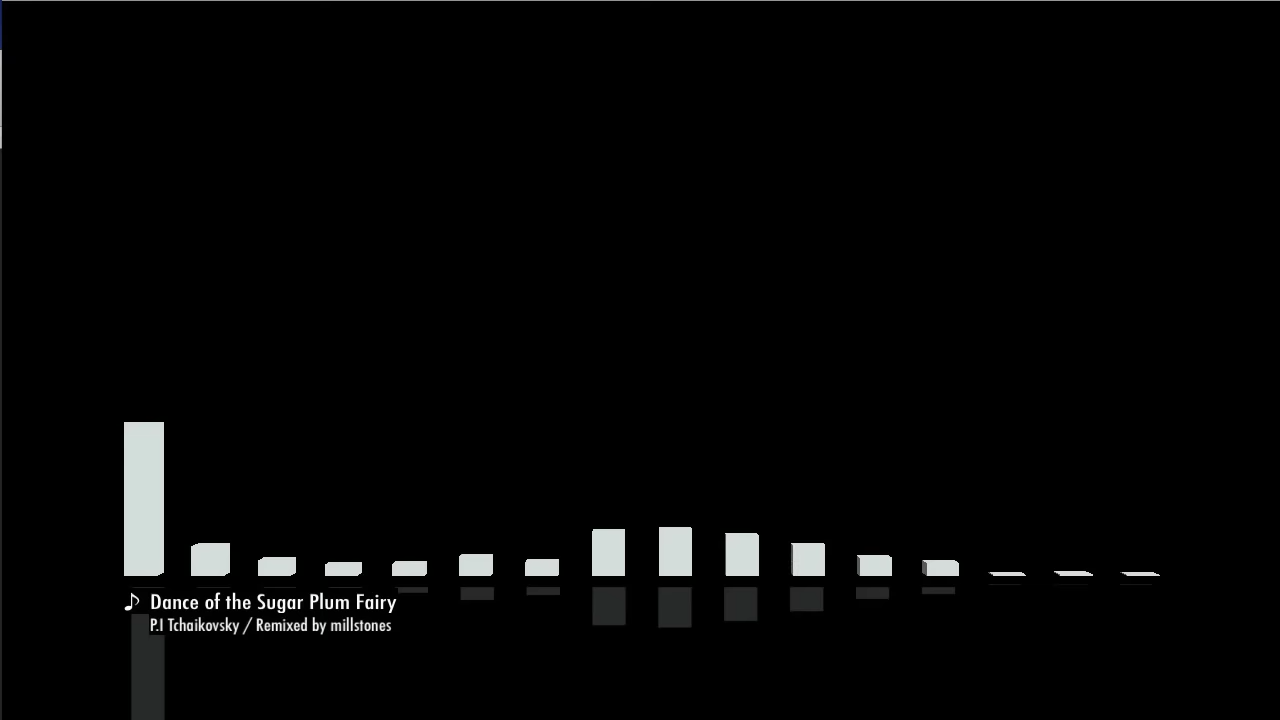 ♪ Dance of the Sugar Plum Fairy
P.I Tchaikovsky / Remixed by millstones